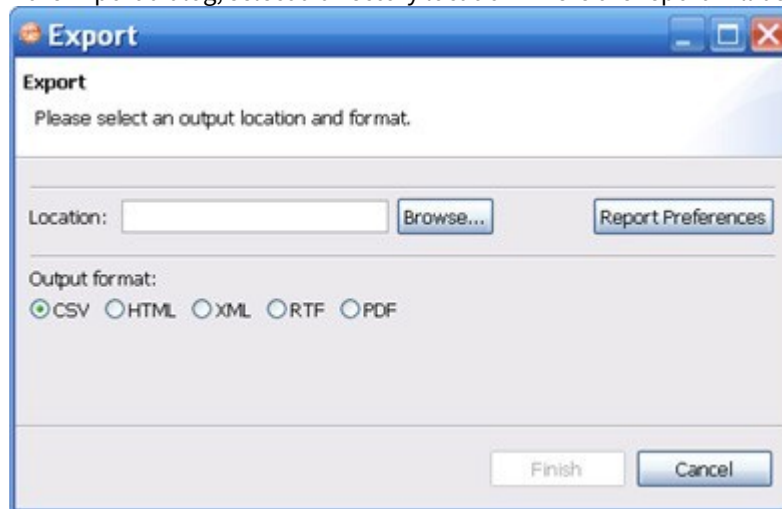 Export
Export
Please select an output location and format.
Location: Browse... Report Preferences
Output format:
CSV HTML XML RTF PDF
Finish Cancel